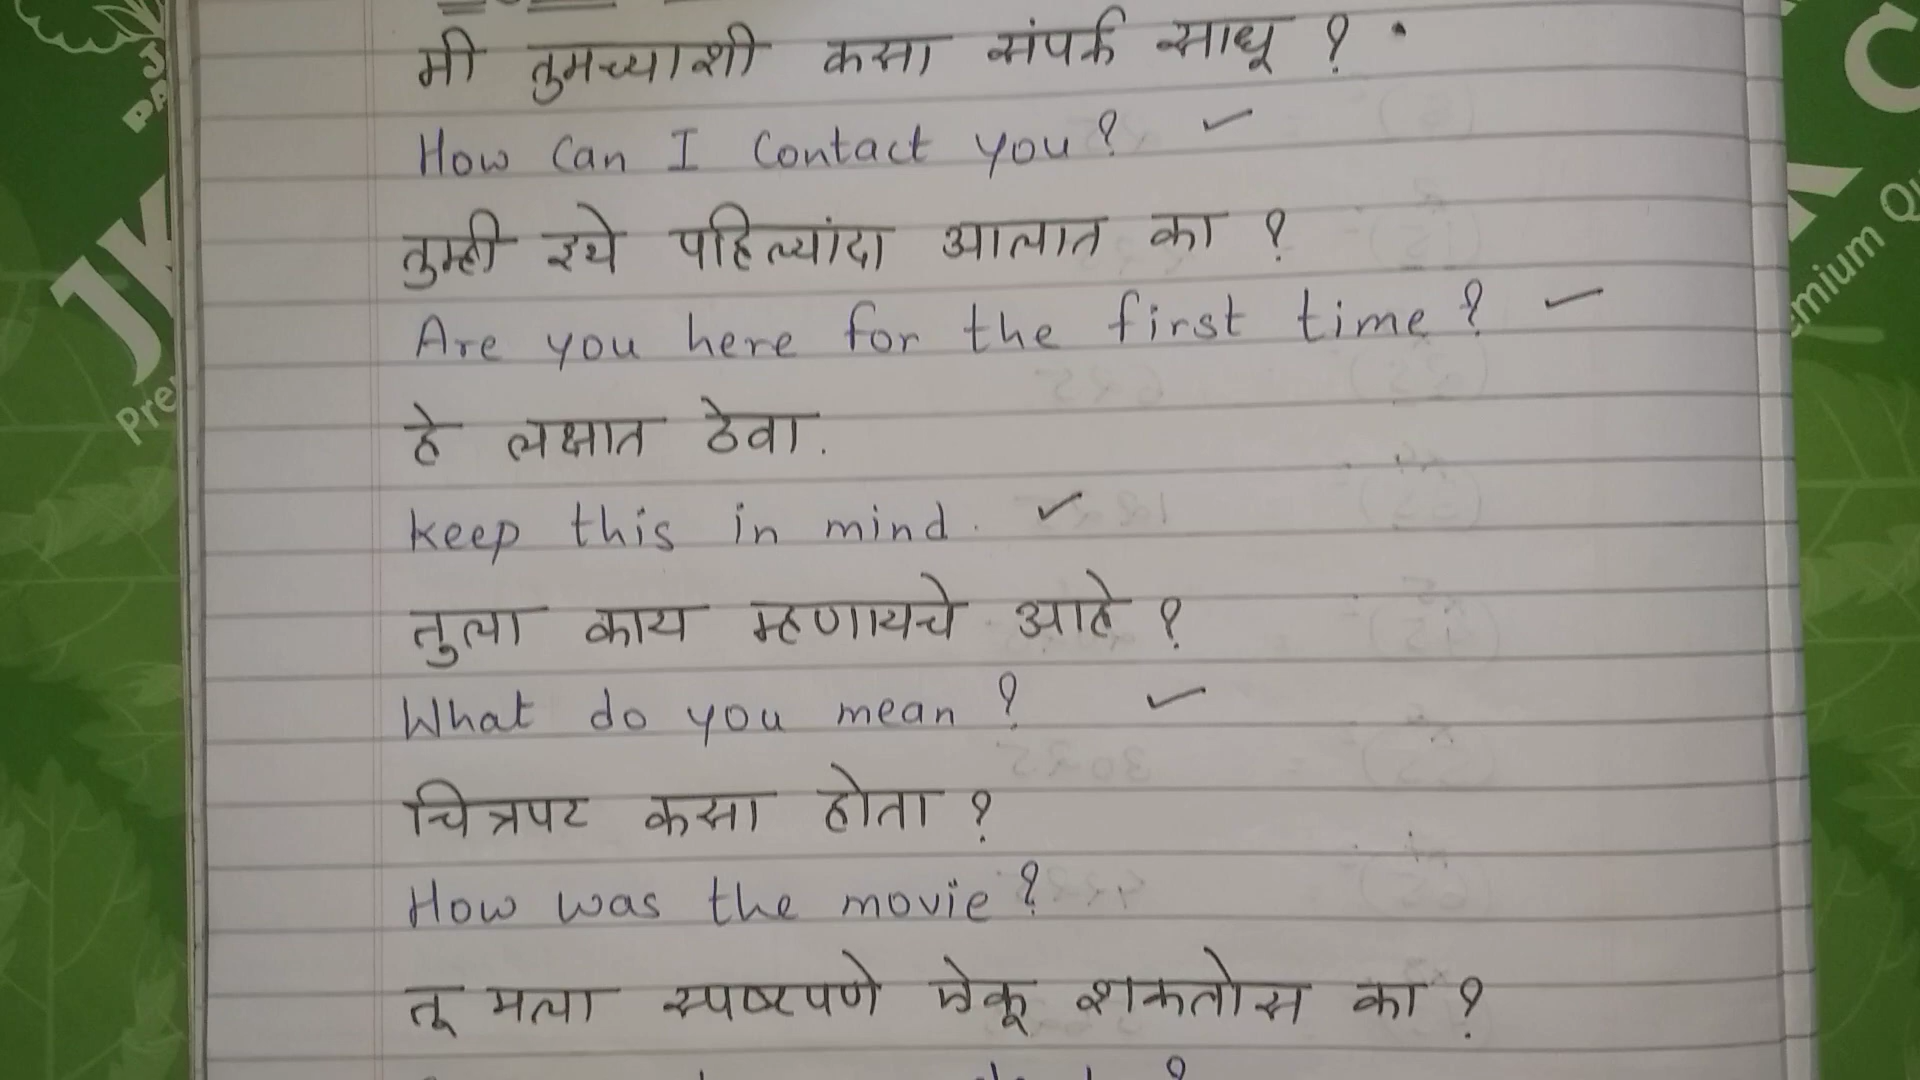 मी तुमच्याशी कसा संपर्क साधू ?
How Can I Contact you?
तुम्ही इथे पहिल्यांदा आलात का ?
Are you here for the first time ?
हे लक्षात ठेवा.
keep this in mind.
तुला काय म्हणायचे आहे ?
What do you mean ?
चित्रपट कसा होता ?
How was the movie ?
तू मला स्पष्टपणे ऐकू शकतोस का ?